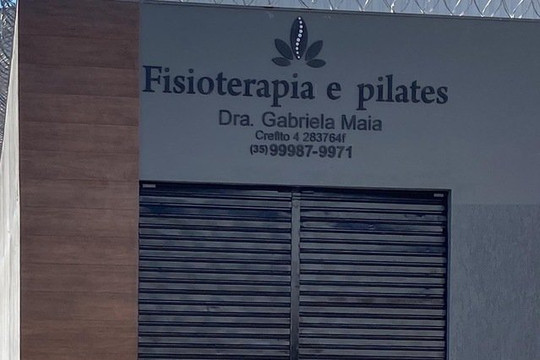 Fisioterapia e pilates
Dra. Gabriela Maia
Crefito 4 283764f
(35) 99987-9971